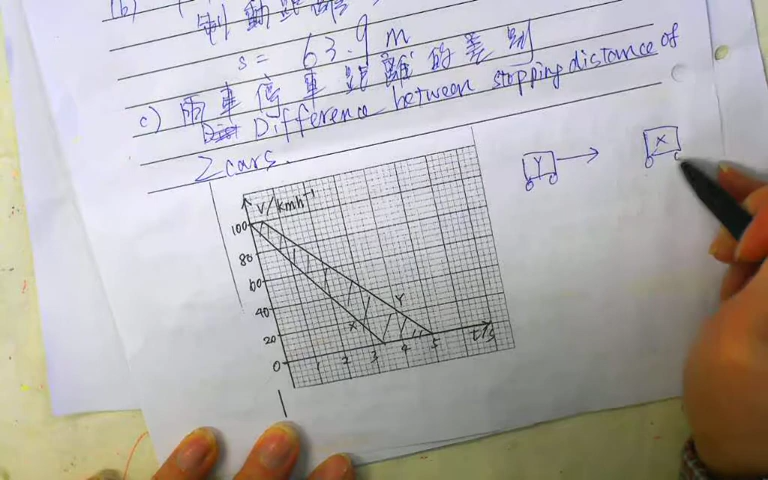 (b)
制動距離
s = 63.9 m
c) 兩車停車距離的差別
Difference between stopping distance of
2 cars.
Y X
V/kmh⁻¹
100
80
60
40
20
0 1 2 3 4 5 t/s
X Y